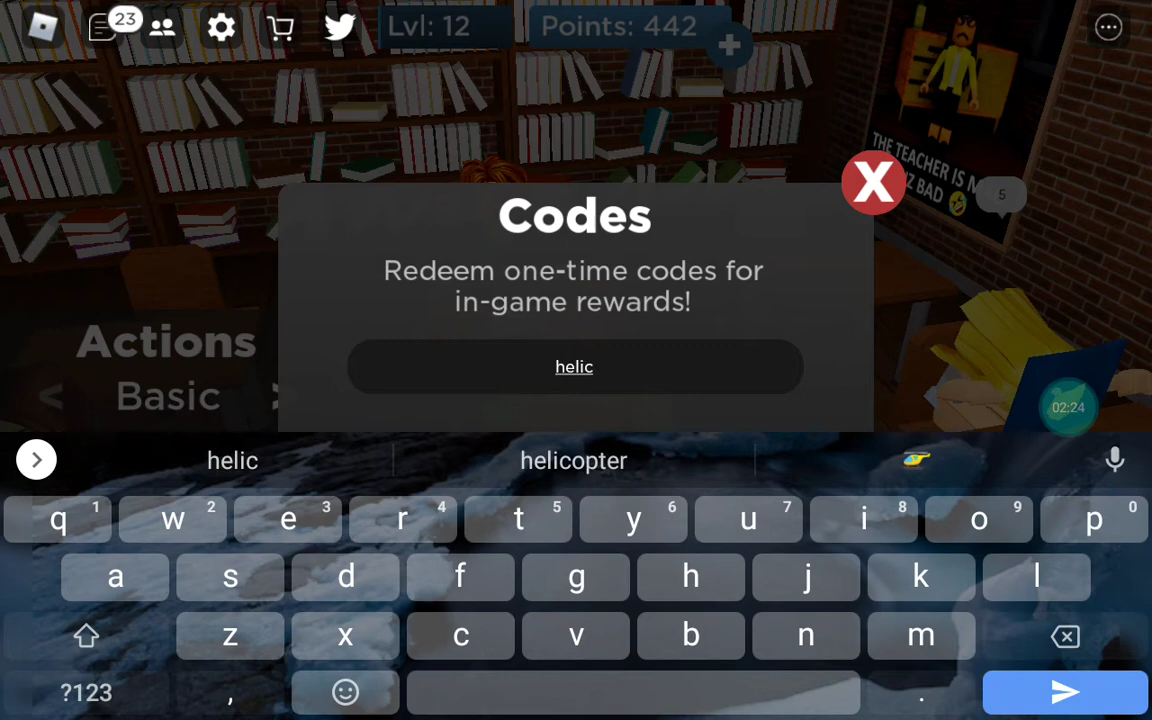 23
Lvl: 12
Points: 442
+
THE TEACHER IS
BAD
5
X
Codes
Redeem one-time codes for
in-game rewards!
helic
Actions
< Basic >
02:24
helic helicopter
q 1 w 2 e 3 r 4 t 5 y 6 u 7 i 8 o 9 p 0
a s d f g h j k l
z x c v b n m
?123 , .